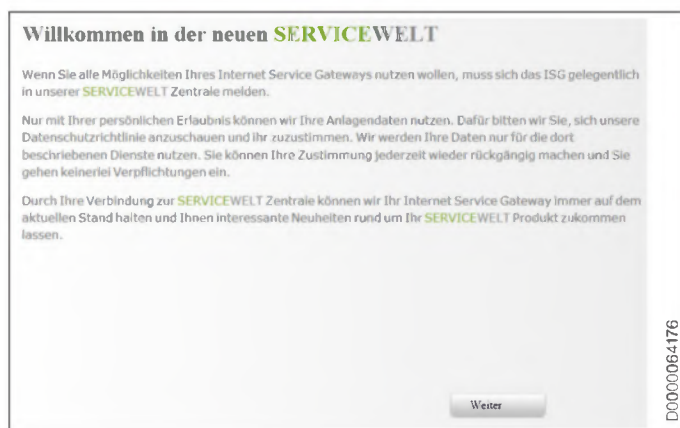 Willkommen in der neuen SERVICEWELT
Wenn Sie alle Möglichkeiten Ihres Internet Service Gateways nutzen wollen, muss sich das ISG gelegentlich
in unserer SERVICEWELT Zentrale melden.
Nur mit Ihrer persönlichen Erlaubnis können wir Ihre Anlagendaten nutzen. Dafür bitten wir Sie, sich unsere
Datenschutzrichtlinie anzuschauen und ihr zuzustimmen. Wir werden Ihre Daten nur für die dort
beschriebenen Dienste nutzen. Sie können Ihre Zustimmung jederzeit wieder rückgängig machen und Sie
gehen keinerlei Verpflichtungen ein.
Durch Ihre Verbindung zur SERVICEWELT Zentrale können wir Ihr Internet Service Gateway immer auf dem
aktuellen Stand halten und Ihnen interessante Neuheiten rund um Ihr SERVICEWELT Produkt zukommen
lassen.
Weiter
D0000064176